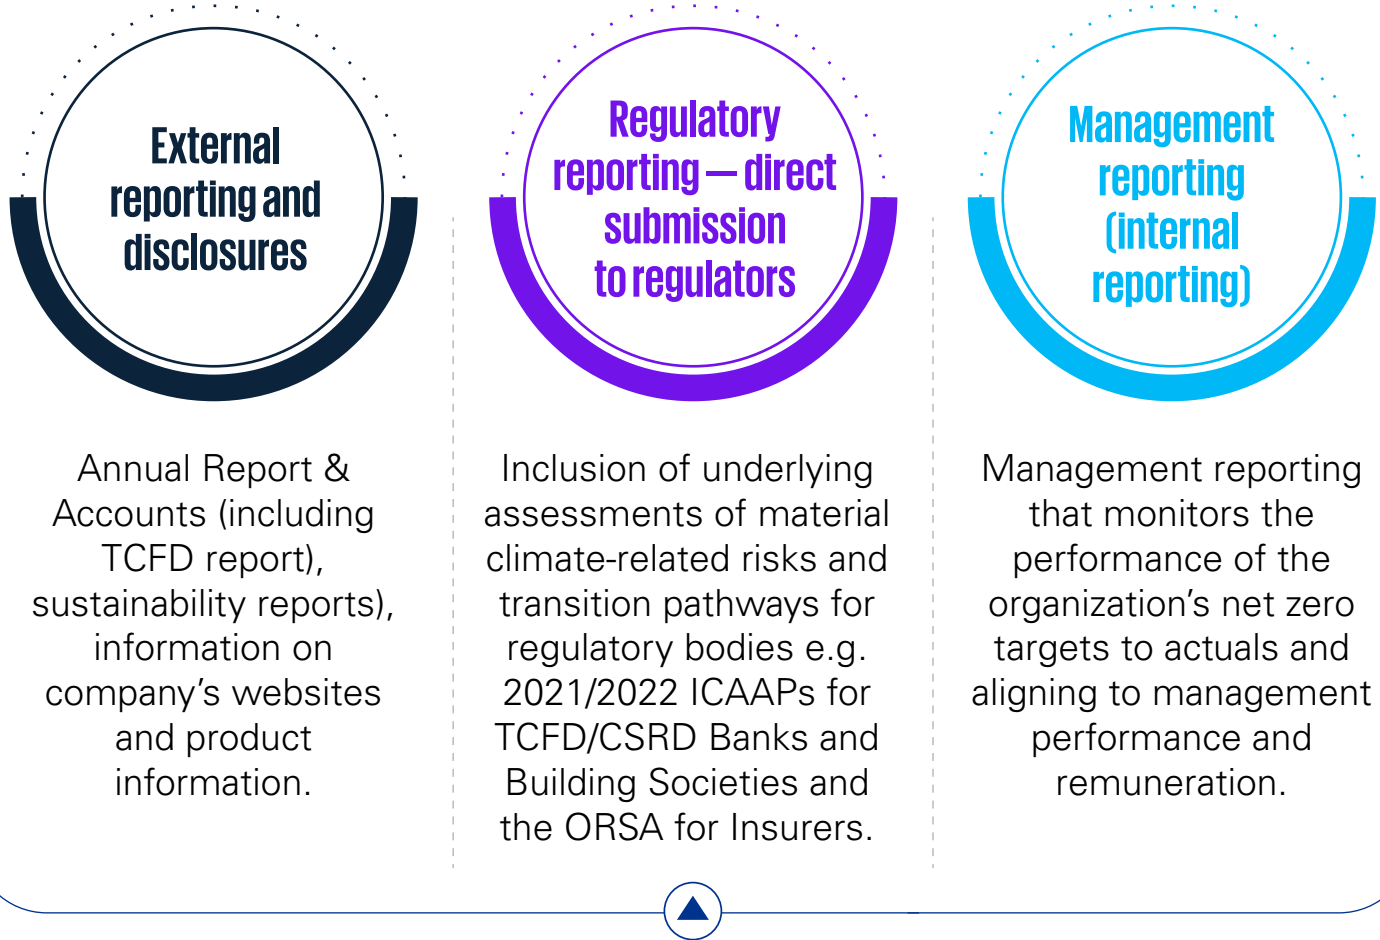 External
reporting and
disclosures
Annual Report &
Accounts (including
TCFD report),
sustainability reports),
information on
company’s websites
and product
information.
Regulatory
reporting — direct
submission
to regulators
Inclusion of underlying
assessments of material
climate-related risks and
transition pathways for
regulatory bodies e.g.
2021/2022 ICAAPs for
TCFD/CSRD Banks and
Building Societies and
the ORSA for Insurers.
Management
reporting
(internal
reporting)
Management reporting
that monitors the
performance of the
organization’s net zero
targets to actuals and
aligning to management
performance and
remuneration.